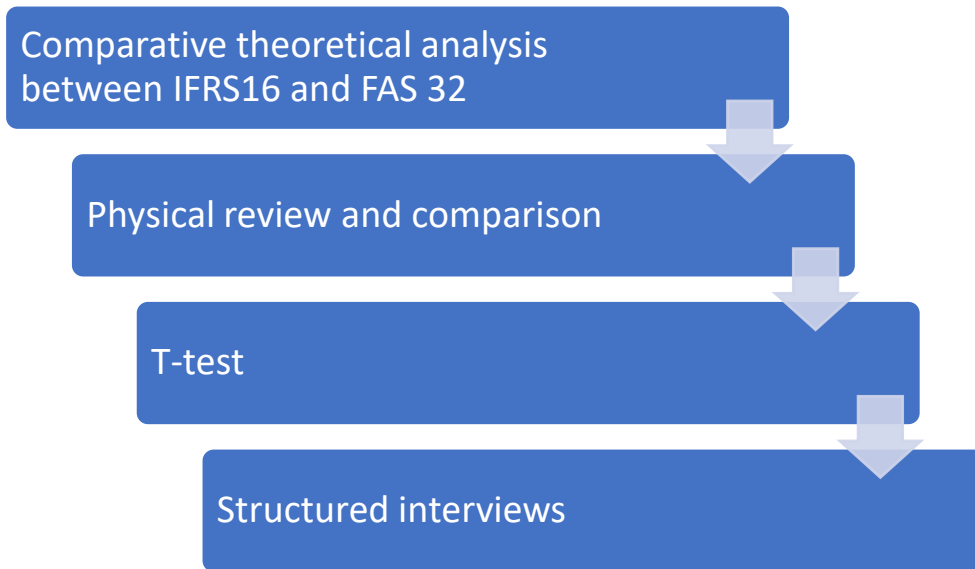 Comparative theoretical analysis
between IFRS16 and FAS 32
Physical review and comparison
T-test
Structured interviews